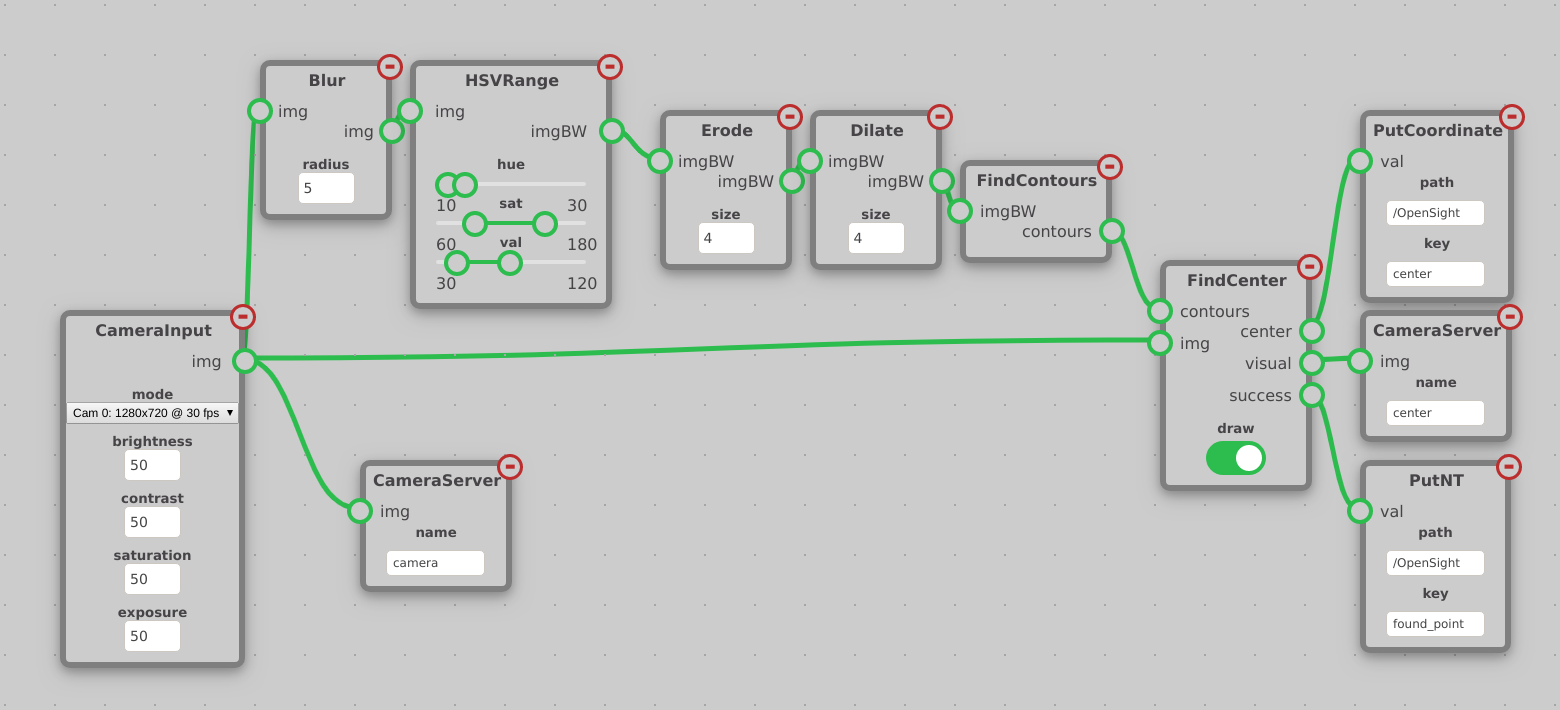 Blur
img
img
radius
5
HSVRange
img
imgBW
hue
10 30
sat
60 180
val
30 120
Erode
imgBW
imgBW
size
4
Dilate
imgBW
imgBW
size
4
FindContours
imgBW
contours
PutCoordinate
val
path
/OpenSight
key
center
CameraInput
img
mode
Cam 0: 1280x720 @ 30 fps
brightness
50
contrast
50
saturation
50
exposure
50
CameraServer
img
name
camera
FindCenter
contours
center
img
visual
success
draw
CameraServer
img
name
center
PutNT
val
path
/OpenSight
key
found_point